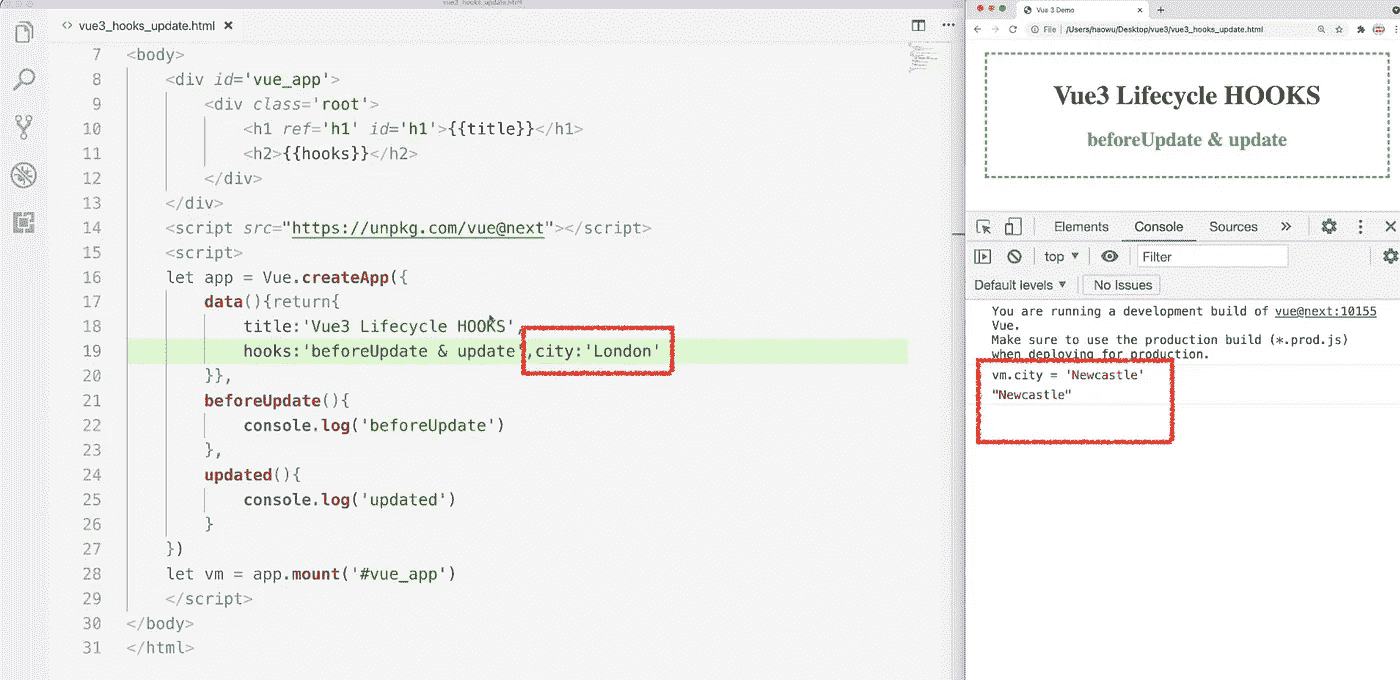 vue3_hooks_update.html
vue3_hooks_update.html
7 <body>
8 <div id='vue_app'>
9 <div class='root'>
10 <h1 ref='h1' id='h1'>{{title}}</h1>
11 <h2>{{hooks}}</h2>
12 </div>
13 </div>
14 <script src="https://unpkg.com/vue@next"></script>
15 <script>
16 let app = Vue.createApp({
17 data(){return{
18 title:'Vue3 Lifecycle HOOKS',
19 hooks:'beforeUpdate & update',city:'London'
20 }},
21 beforeUpdate(){
22 console.log('beforeUpdate')
23 },
24 updated(){
25 console.log('updated')
26 }
27 })
28 let vm = app.mount('#vue_app')
29 </script>
30 </body>
31 </html>
Vue 3 Demo
File /Users/haowu/Desktop/vue3/vue3_hooks_update.html
Vue3 Lifecycle HOOKS
beforeUpdate & update
Elements Console Sources
top Filter
Default levels No Issues
You are running a development build of vue@next:10155
Vue.
Make sure to use the production build (*.prod.js)
when deploying for production.
vm.city = 'Newcastle'
"Newcastle"